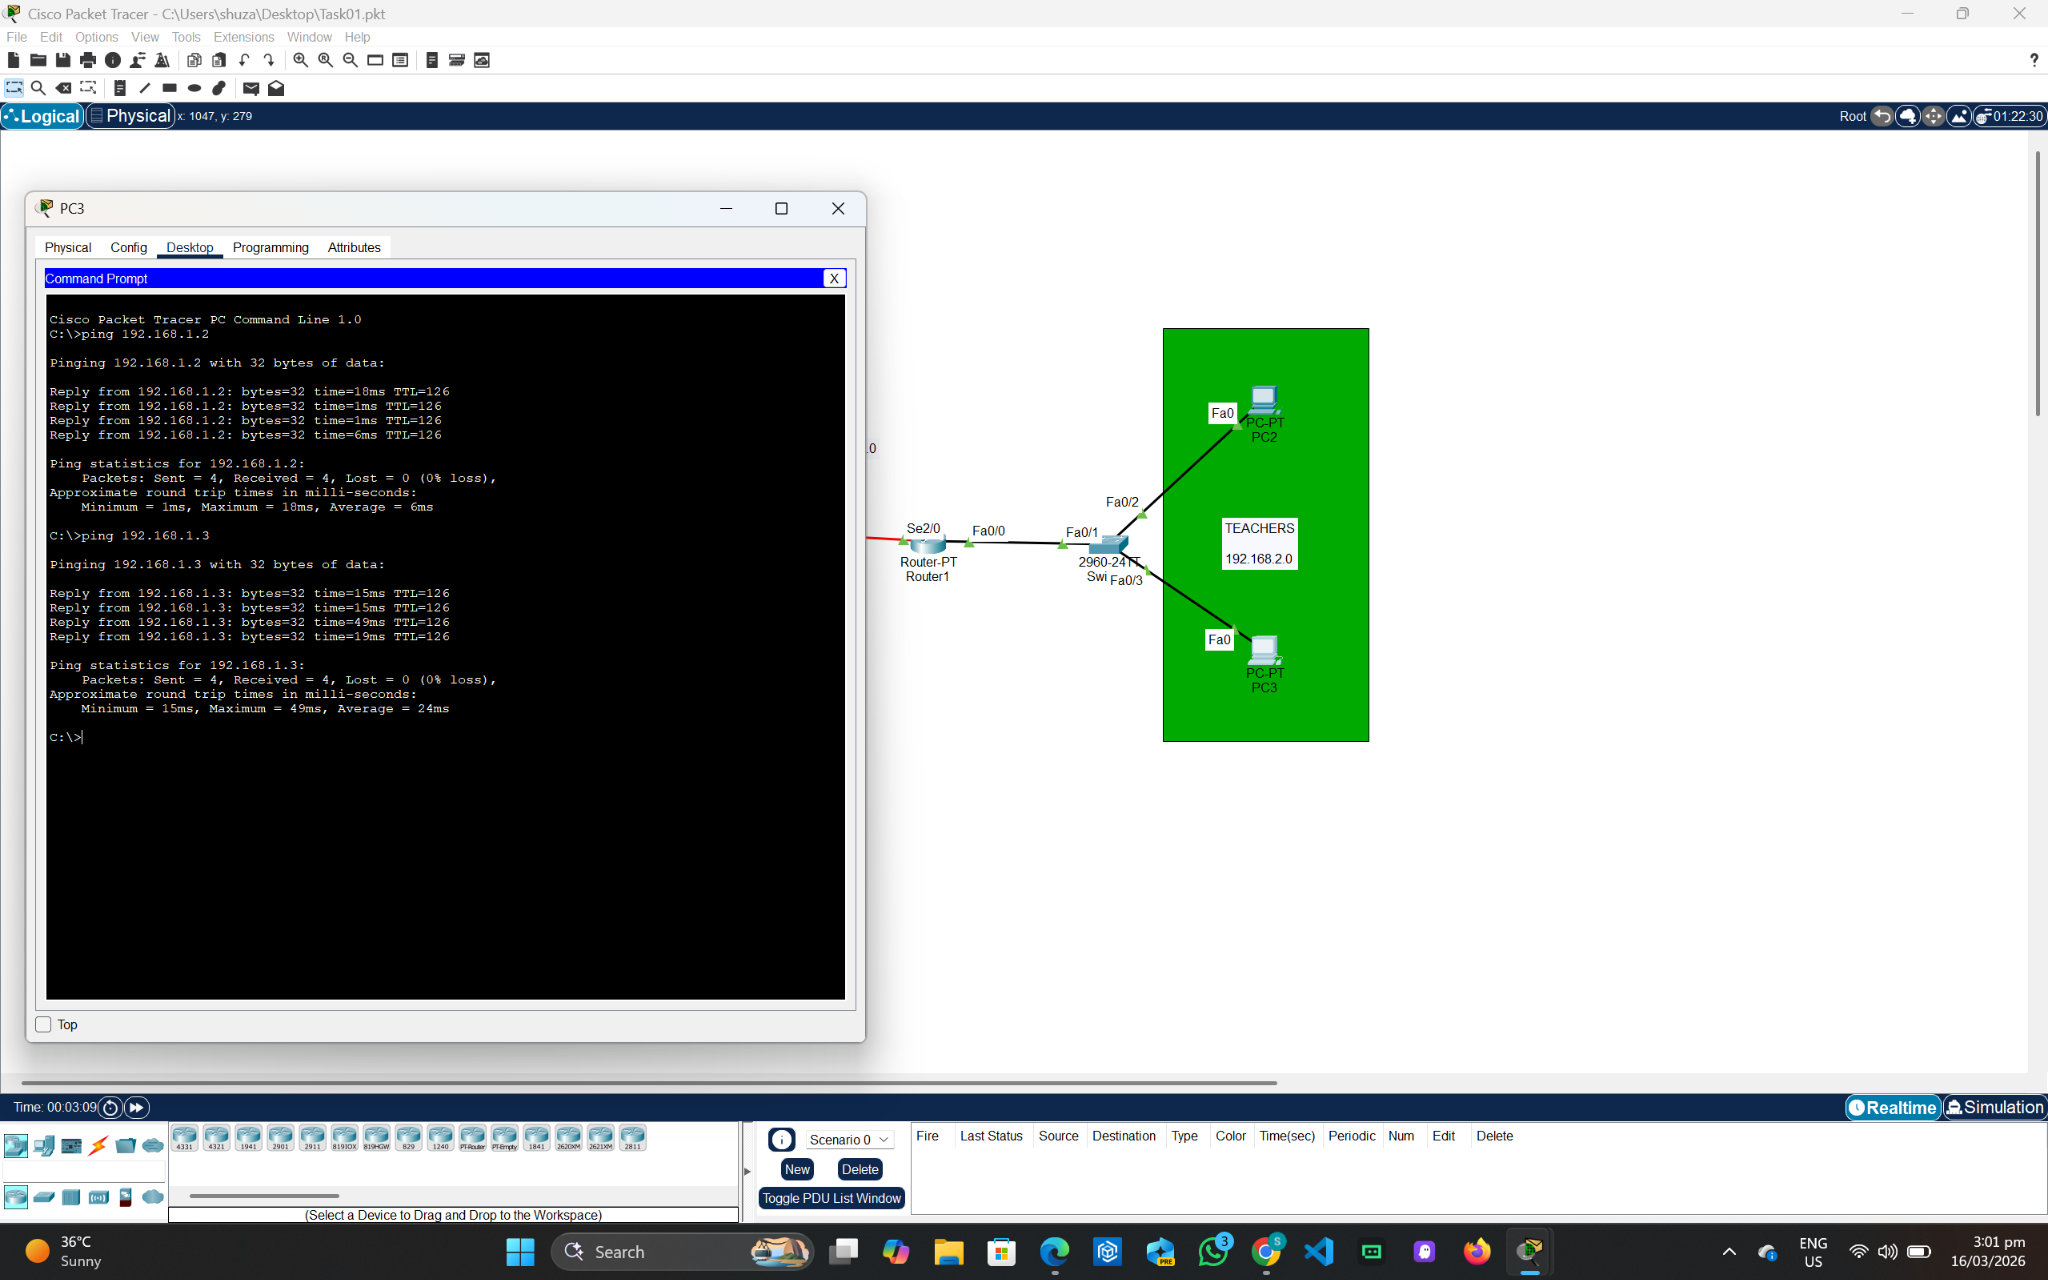 Cisco Packet Tracer - C:\Users\shuza\Desktop\Task01.pkt
File Edit Options View Tools Extensions Window Help
Logical Physical x: 1047, y: 279
Root 01:22:30
PC3
Physical Config Desktop Programming Attributes
Command Prompt
X
Cisco Packet Tracer PC Command Line 1.0
C:\>ping 192.168.1.2
Pinging 192.168.1.2 with 32 bytes of data:
Reply from 192.168.1.2: bytes=32 time=18ms TTL=126
Reply from 192.168.1.2: bytes=32 time=1ms TTL=126
Reply from 192.168.1.2: bytes=32 time=1ms TTL=126
Reply from 192.168.1.2: bytes=32 time=6ms TTL=126
Ping statistics for 192.168.1.2:
Packets: Sent = 4, Received = 4, Lost = 0 (0% loss),
Approximate round trip times in milli-seconds:
Minimum = 1ms, Maximum = 18ms, Average = 6ms
C:\>ping 192.168.1.3
Pinging 192.168.1.3 with 32 bytes of data:
Reply from 192.168.1.3: bytes=32 time=15ms TTL=126
Reply from 192.168.1.3: bytes=32 time=15ms TTL=126
Reply from 192.168.1.3: bytes=32 time=49ms TTL=126
Reply from 192.168.1.3: bytes=32 time=19ms TTL=126
Ping statistics for 192.168.1.3:
Packets: Sent = 4, Received = 4, Lost = 0 (0% loss),
Approximate round trip times in milli-seconds:
Minimum = 15ms, Maximum = 49ms, Average = 24ms
C:\>
Top
.0
Se2/0
Router-PT
Router1
Fa0/0
Fa0/1
Fa0/2
2960-24TT
Swi
Fa0/3
Fa0
PC-PT
PC2
TEACHERS
192.168.2.0
Fa0
PC-PT
PC3
Time: 00:03:09
Realtime Simulation
4331 4321 1941 2901 2911 819IOX 819HGW 829 1240 PT-Router PT-Empty 1841 2620XM 2621XM 2811
(Select a Device to Drag and Drop to the Workspace)
Scenario 0
New Delete
Toggle PDU List Window
Fire Last Status Source Destination Type Color Time(sec) Periodic Num Edit Delete
36°C
Sunny
Search
PRE
3
S
ENG
US
3:01 pm
16/03/2026